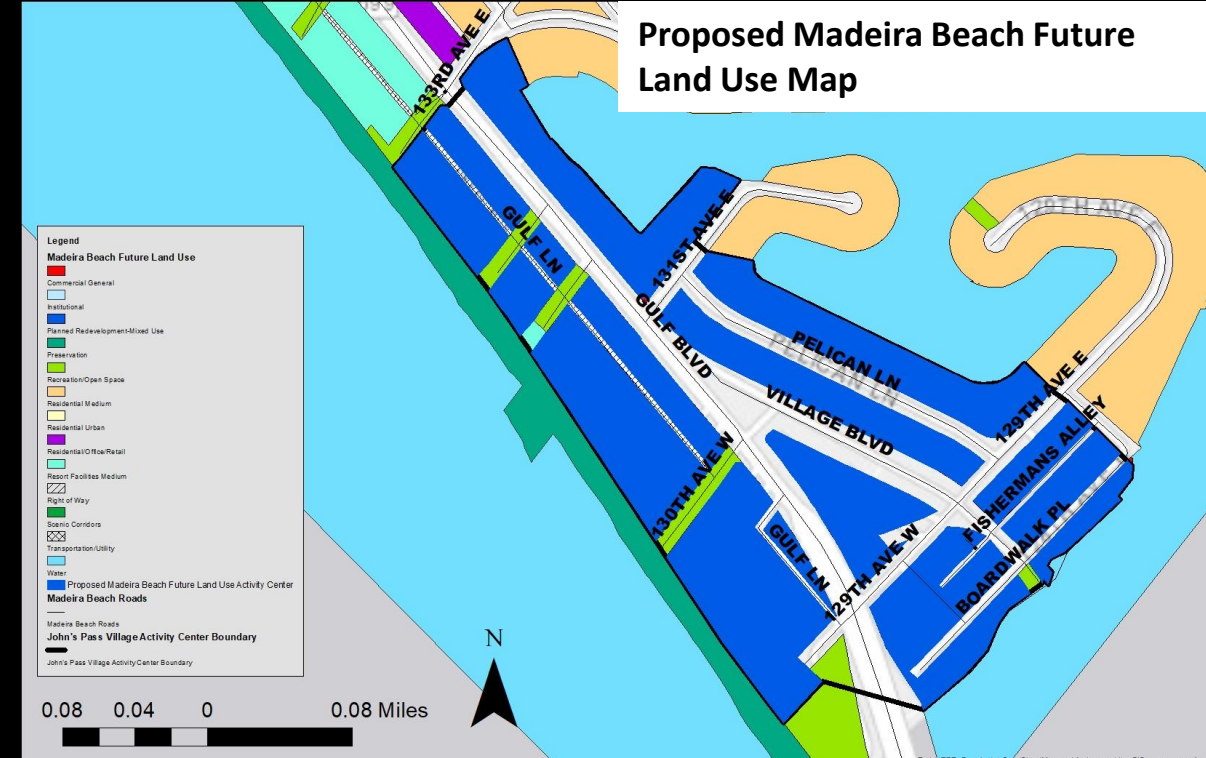 Proposed Madeira Beach Future
Land Use Map
133RD AVE E
GULF LN
131ST AVE E
GULF BLVD
PELICAN LN
PELICAN LN
VILLAGE BLVD
129TH AVE E
FISHERMANS ALLEY
130TH AVE W
GULF LN
129TH AVE W
BOARDWALK PL
Legend
Madeira Beach Future Land Use
Commercial General
Institutional
Planned Redevelopment-Mixed Use
Preservation
Recreation/Open Space
Residential Medium
Residential Urban
Residential/Office/Retail
Resort Facilities Medium
Right of Way
Scenic Corridors
Transportation/Utility
Water
Proposed Madeira Beach Future Land Use Activity Center
Madeira Beach Roads
Madeira Beach Roads
John's Pass Village Activity Center Boundary
John's Pass Village Activity Center Boundary
N
0.08 0.04 0 0.08 Miles